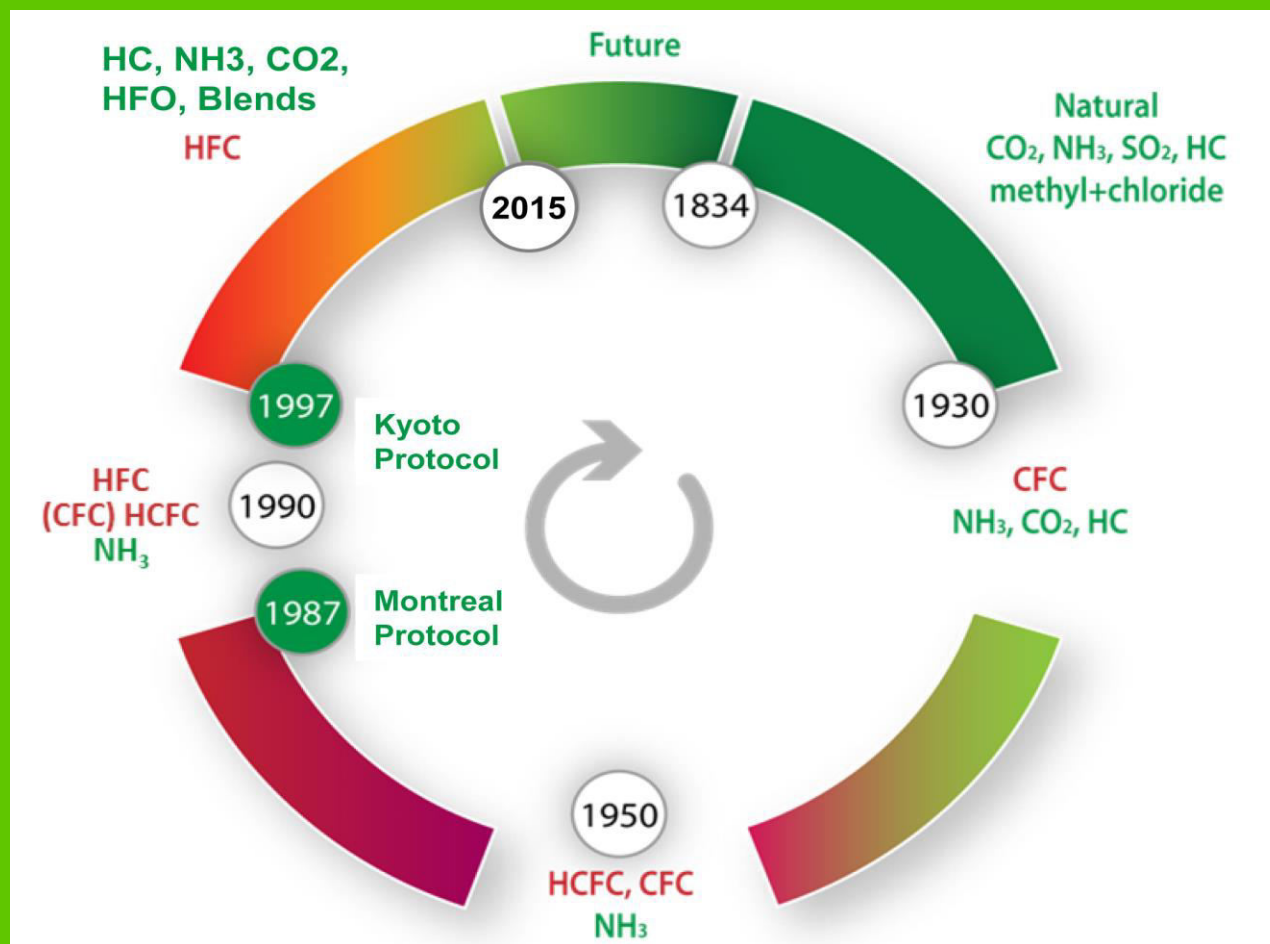 HC, NH3, CO2,
HFO, Blends
HFC
Future
Natural
CO₂, NH₃, SO₂, HC
methyl+chloride
2015
1834
1997
Kyoto
Protocol
1930
HFC
(CFC) HCFC
NH₃
1990
CFC
NH₃, CO₂, HC
1987
Montreal
Protocol
1950
HCFC, CFC
NH₃